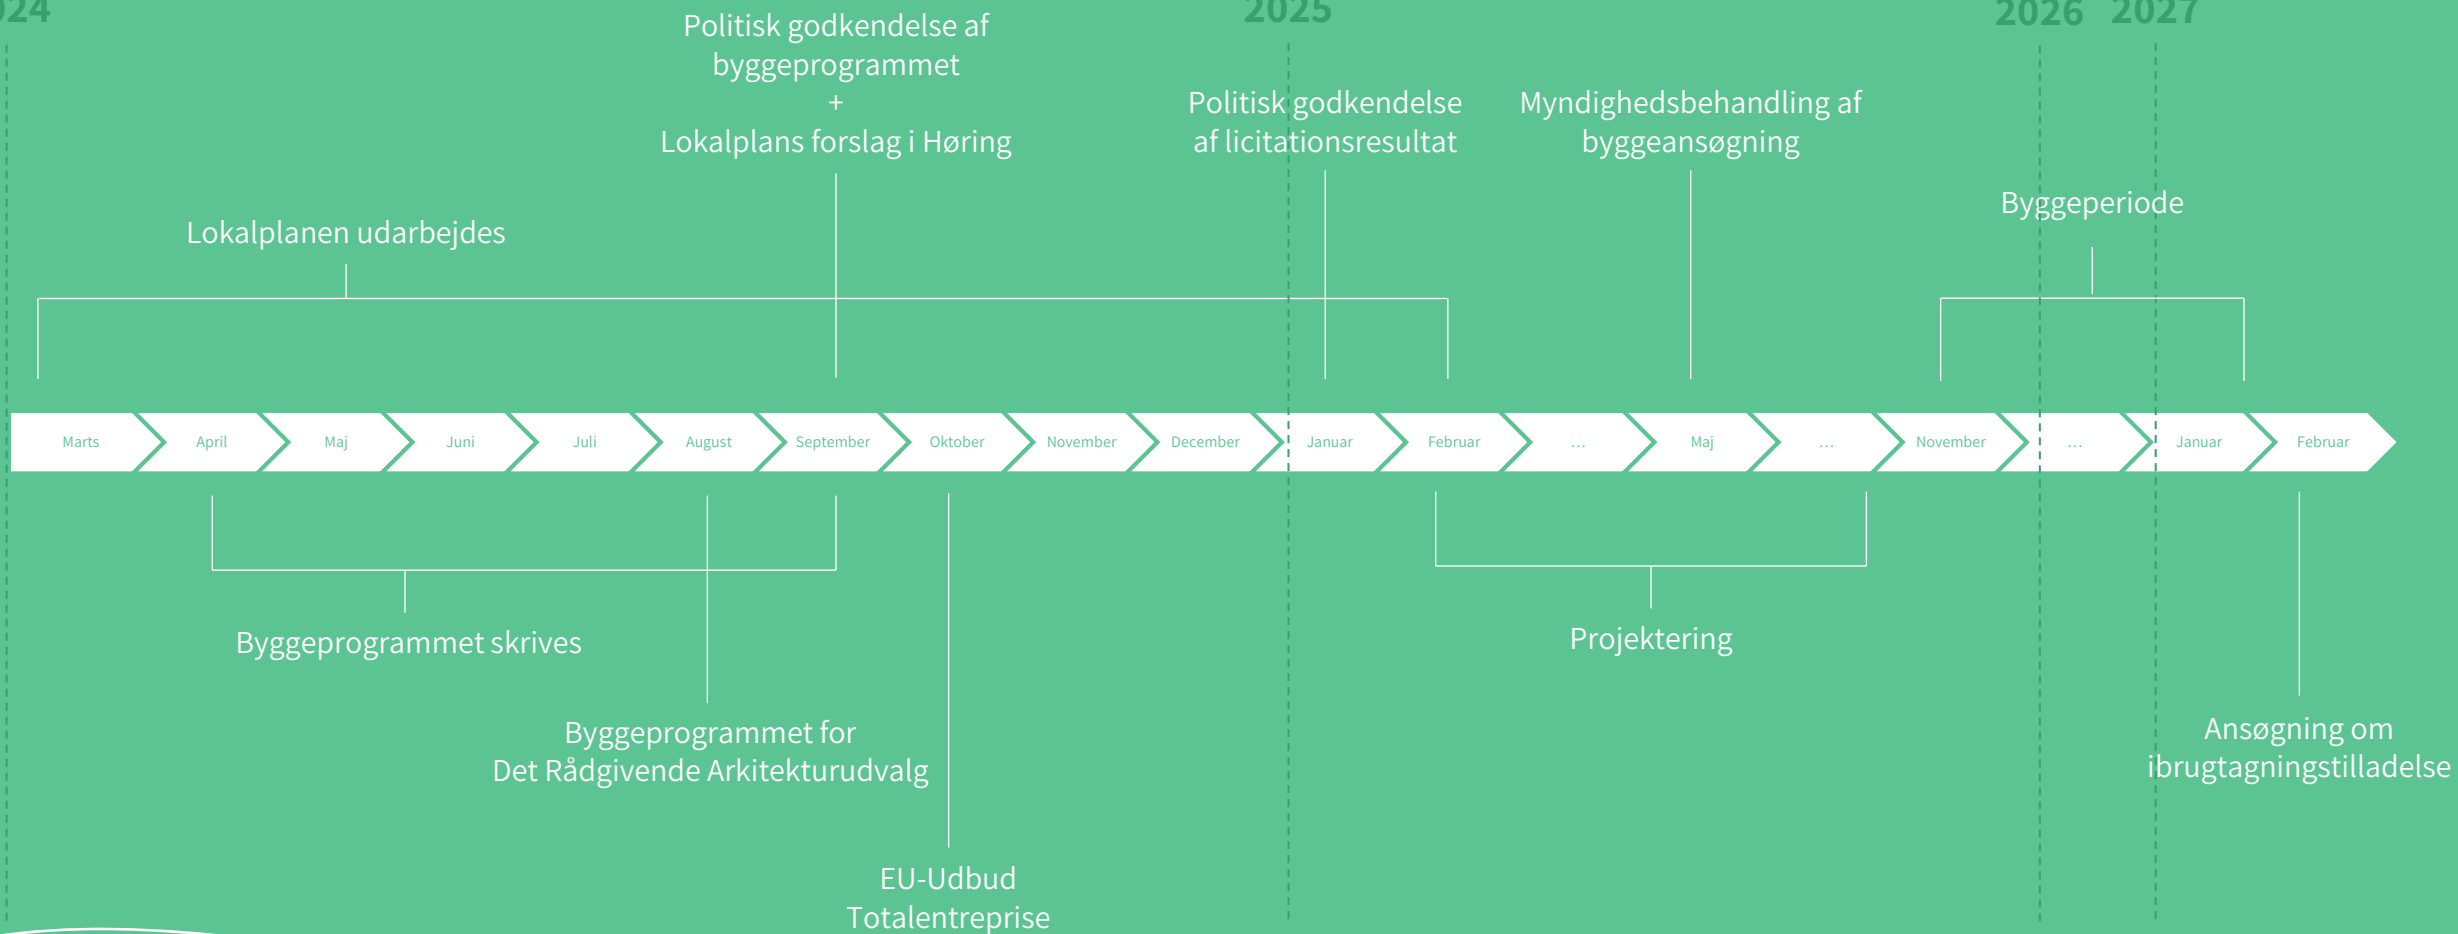 024
2025
2026
2027
Politisk godkendelse af
byggeprogrammet
+
Lokalplans forslag i Høring
Politisk godkendelse
af licitationsresultat
Myndighedsbehandling af
byggeansøgning
Byggeperiode
Lokalplanen udarbejdes
Marts
April
Maj
Juni
Juli
August
September
Oktober
November
December
Januar
Februar
...
Maj
...
November
...
Januar
Februar
Byggeprogrammet skrives
Projektering
Byggeprogrammet for
Det Rådgivende Arkitekturudvalg
Ansøgning om
ibrugtagningstilladelse
EU-Udbud
Totalentreprise